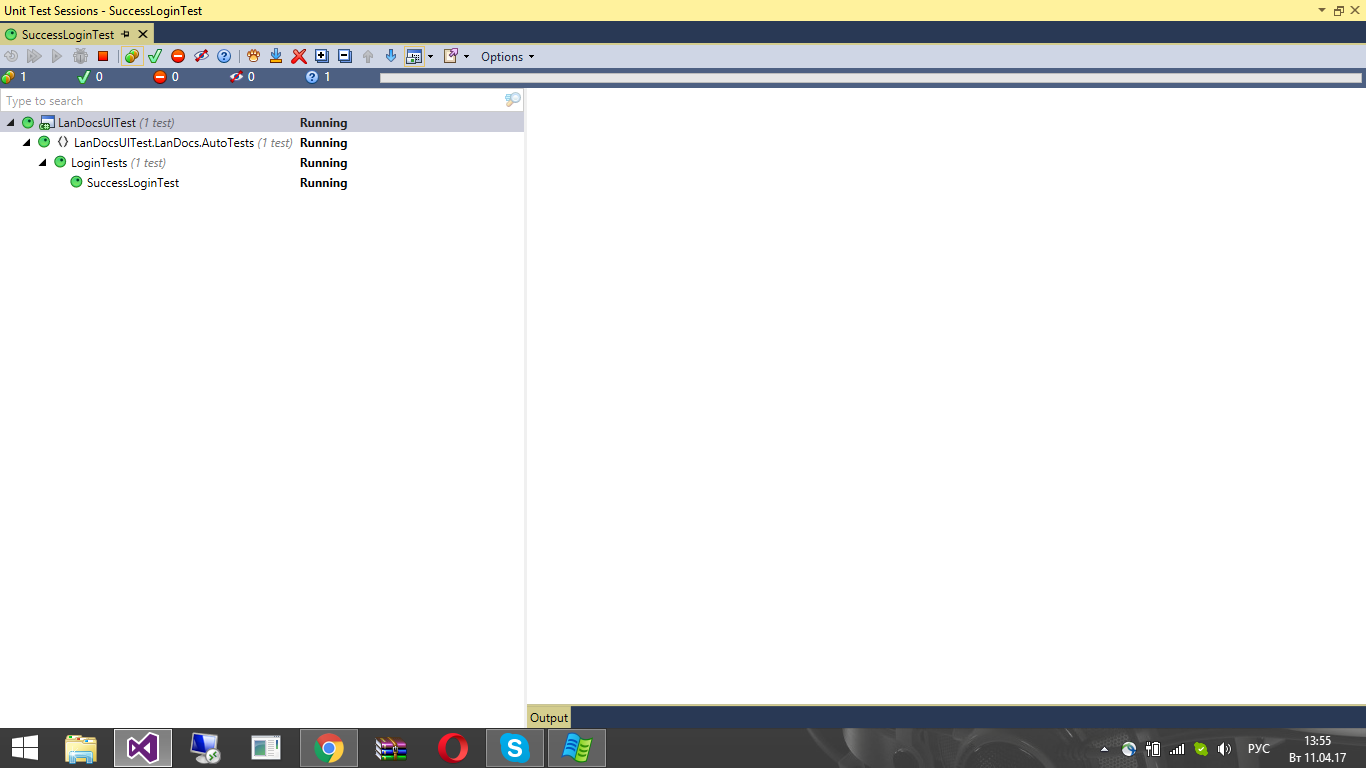 Unit Test Sessions - SuccessLoginTest
SuccessLoginTest
Options
1 0 0 0 1
Type to search
LanDocsUITest (1 test) Running
LanDocsUITest.LanDocs.AutoTests (1 test) Running
LoginTests (1 test) Running
SuccessLoginTest Running
Output
РУС
13:55
Вт 11.04.17